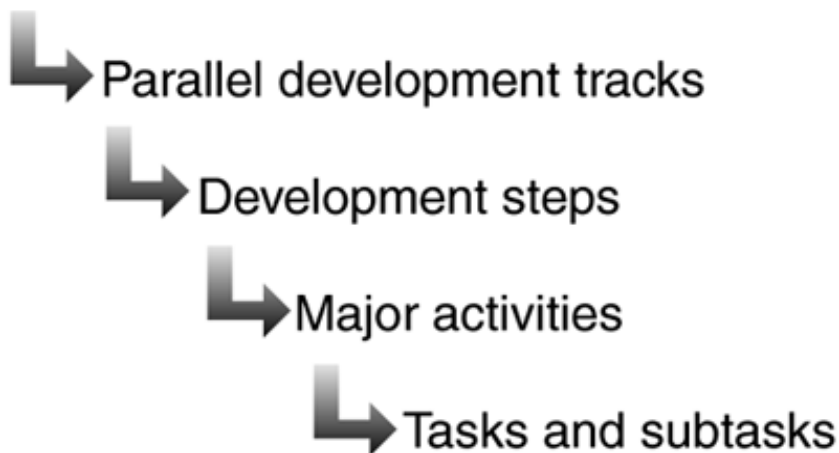 Parallel development tracks
Development steps
Major activities
Tasks and subtasks